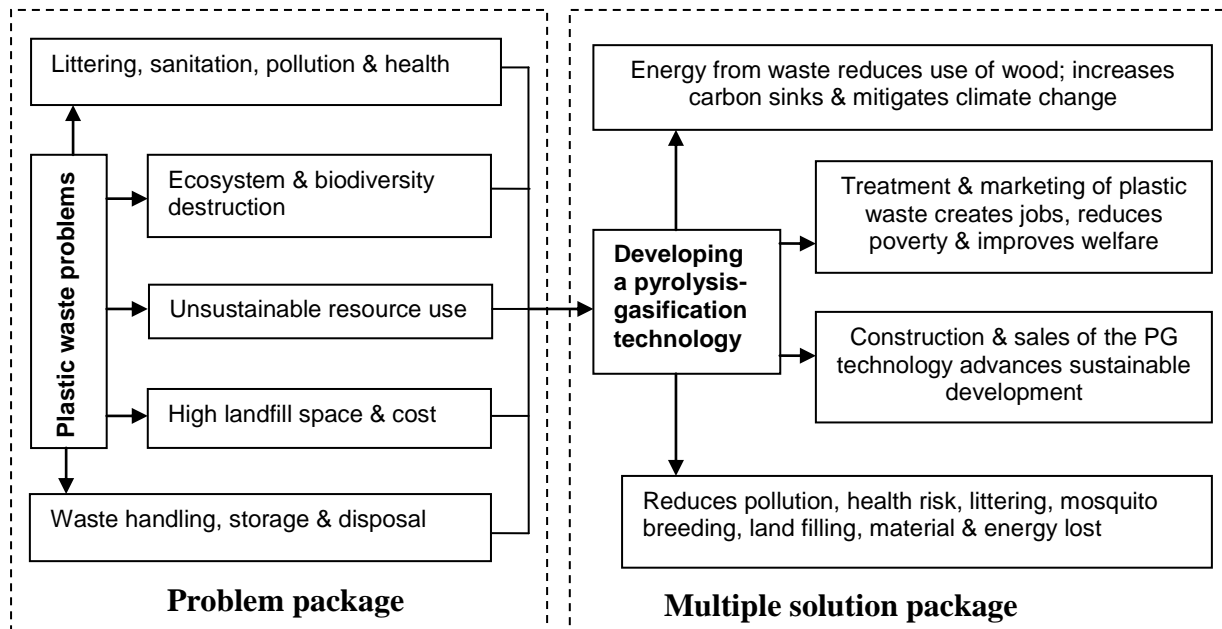 Littering, sanitation, pollution & health
Plastic waste problems
Ecosystem & biodiversity
destruction
Unsustainable resource use
High landfill space & cost
Waste handling, storage & disposal
Problem package
Energy from waste reduces use of wood; increases
carbon sinks & mitigates climate change
Developing
a pyrolysis-
gasification
technology
Treatment & marketing of plastic
waste creates jobs, reduces
poverty & improves welfare
Construction & sales of the PG
technology advances sustainable
development
Reduces pollution, health risk, littering, mosquito
breeding, land filling, material & energy lost
Multiple solution package